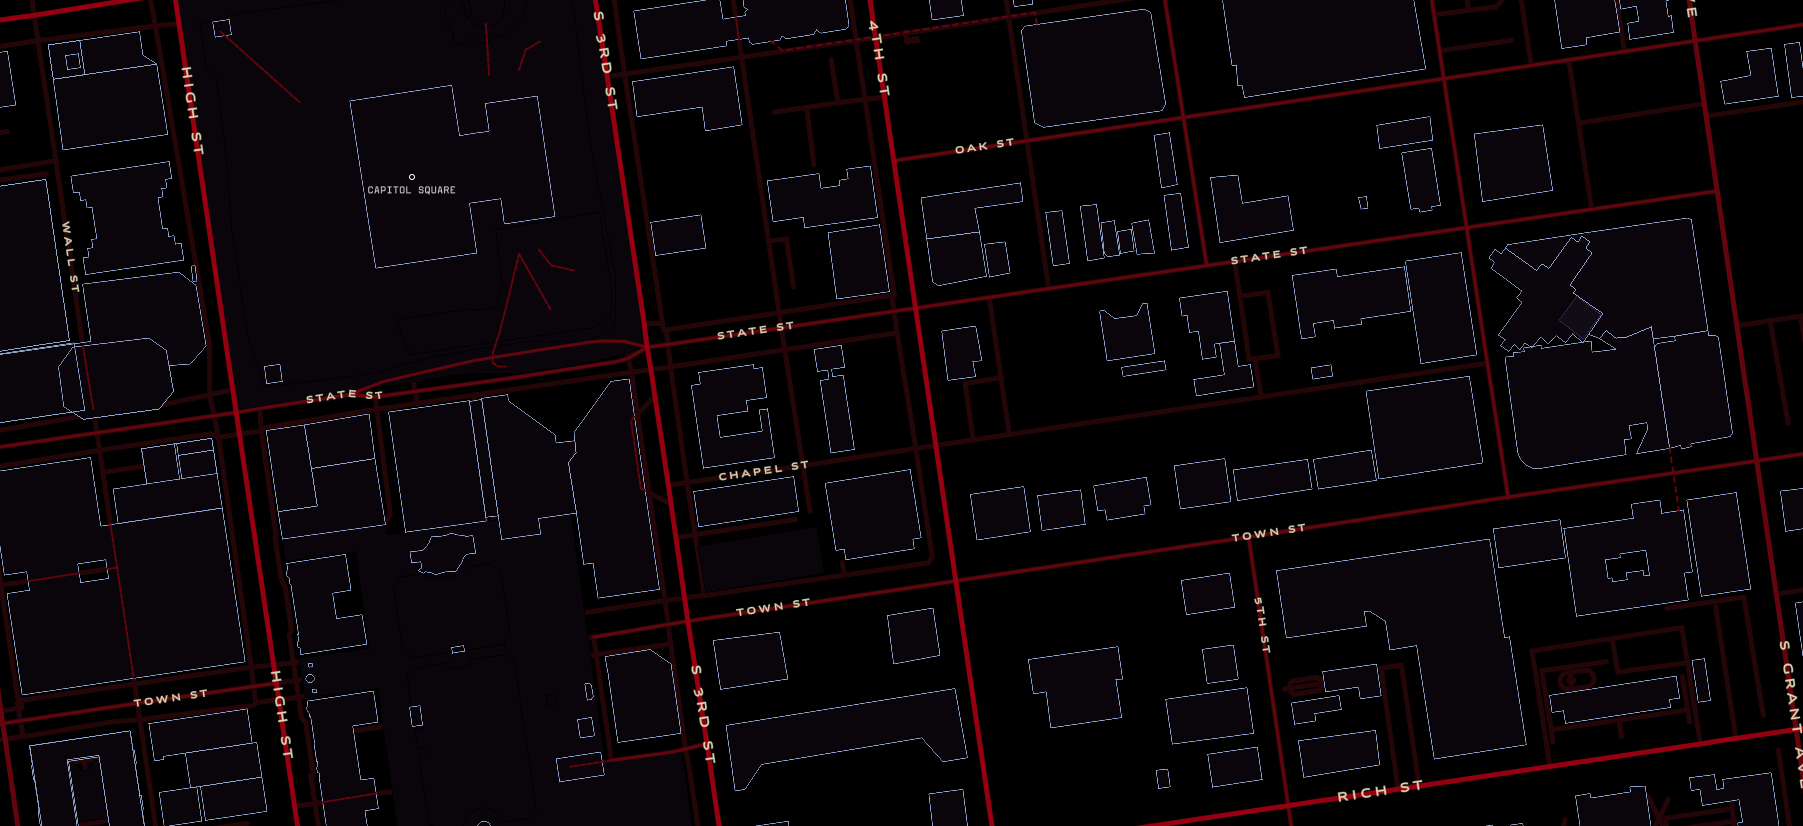 S 3RD ST
4TH ST
VE
HIGH ST
OAK ST
CAPITOL SQUARE
WALL ST
STATE ST
STATE ST
STATE ST
CHAPEL ST
TOWN ST
TOWN ST
5TH ST
TOWN ST
HIGH ST
S 3RD ST
S GRANT AVE
RICH ST